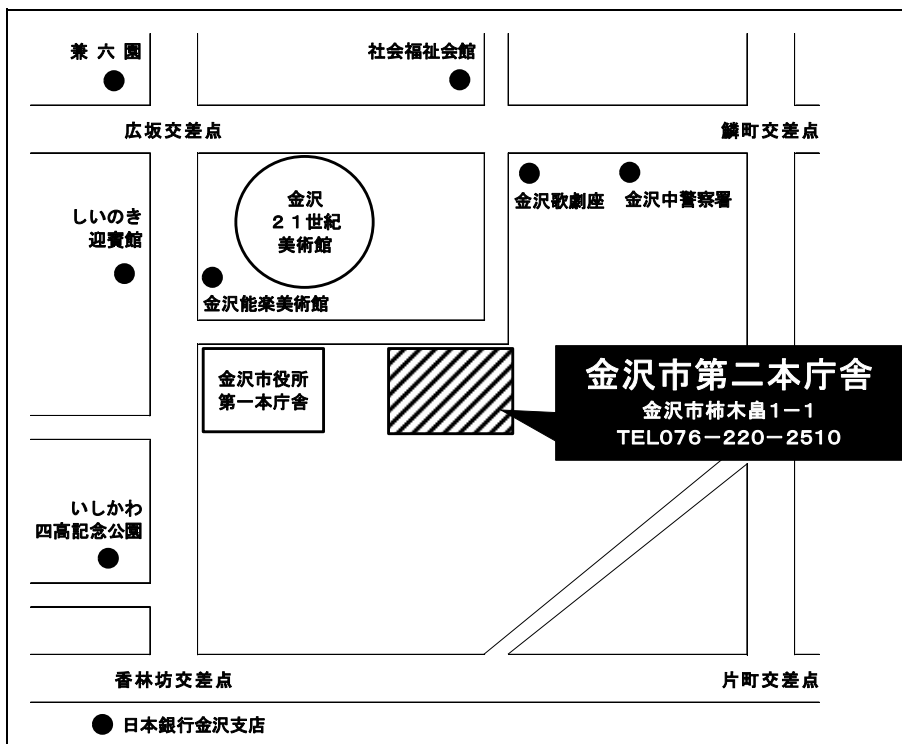 兼六園
社会福祉会館
広坂交差点
鱗町交差点
金沢
21世紀
美術館
金沢歌劇座
金沢中警察署
しいのき
迎賓館
金沢能楽美術館
金沢市役所
第一本庁舎
金沢市第二本庁舎
金沢市柿木畠1-1
TEL076-220-2510
いしかわ
四高記念公園
香林坊交差点
片町交差点
日本銀行金沢支店